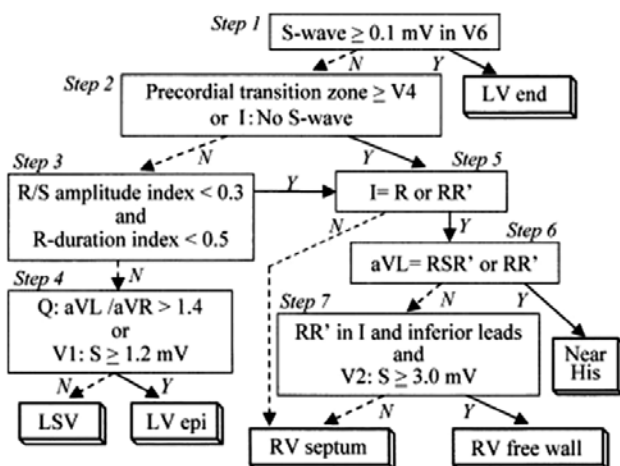 Step 1
S-wave ≥ 0.1 mV in V6
N
Y
LV end
Step 2
Precordial transition zone ≥ V4
or I: No S-wave
N
Y
Step 3
R/S amplitude index < 0.3
and
R-duration index < 0.5
Y
N
Step 5
I= R or RR'
N
Y
Step 6
aVL= RSR' or RR'
N
Y
Near
His
Step 4
Q: aVL /aVR > 1.4
or
V1: S ≥ 1.2 mV
N
Y
LSV
LV epi
Step 7
RR' in I and inferior leads
and
V2: S ≥ 3.0 mV
N
Y
RV septum
RV free wall